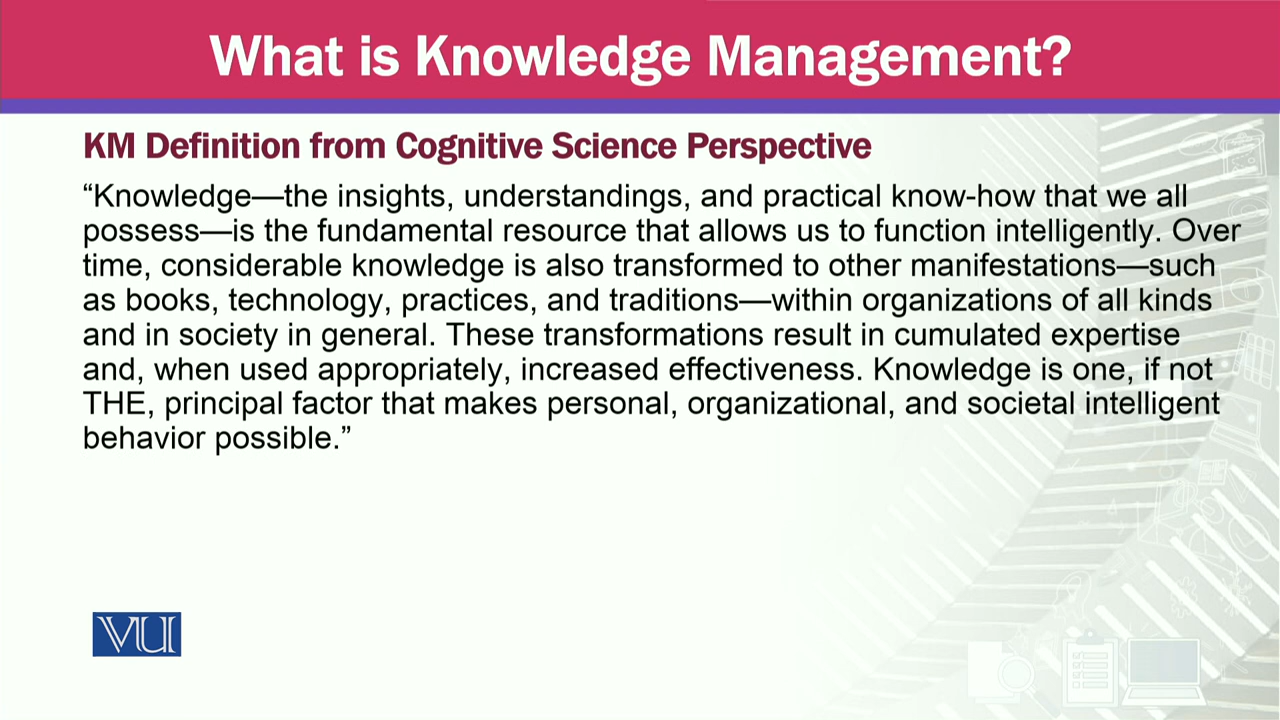 What is Knowledge Management?
KM Definition from Cognitive Science Perspective
“Knowledge—the insights, understandings, and practical know-how that we all
possess—is the fundamental resource that allows us to function intelligently. Over
time, considerable knowledge is also transformed to other manifestations—such
as books, technology, practices, and traditions—within organizations of all kinds
and in society in general. These transformations result in cumulated expertise
and, when used appropriately, increased effectiveness. Knowledge is one, if not
THE, principal factor that makes personal, organizational, and societal intelligent
behavior possible.”
VU